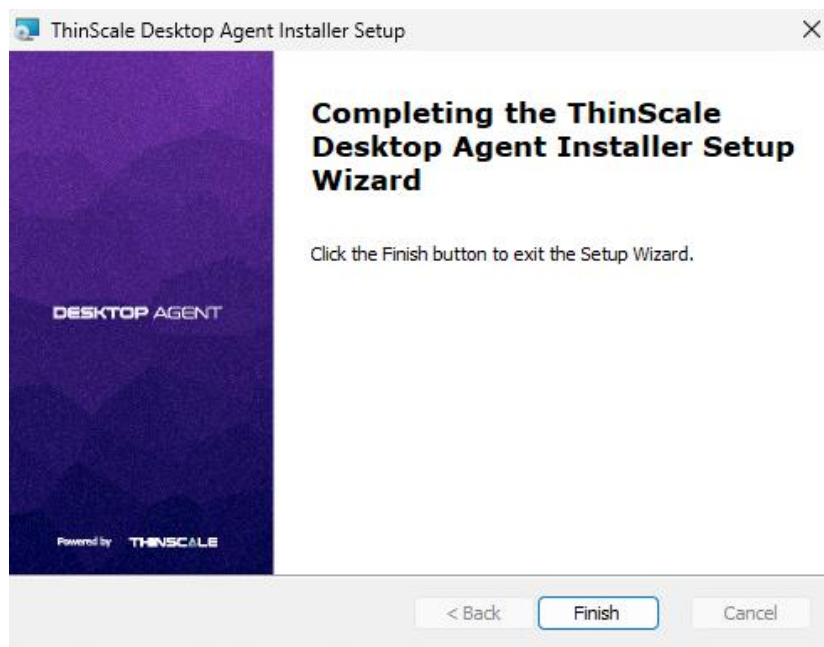 ThinScale Desktop Agent Installer Setup
Completing the ThinScale
Desktop Agent Installer Setup
Wizard
Click the Finish button to exit the Setup Wizard.
DESKTOP AGENT
Powered by THINSCALE
< Back
Finish
Cancel